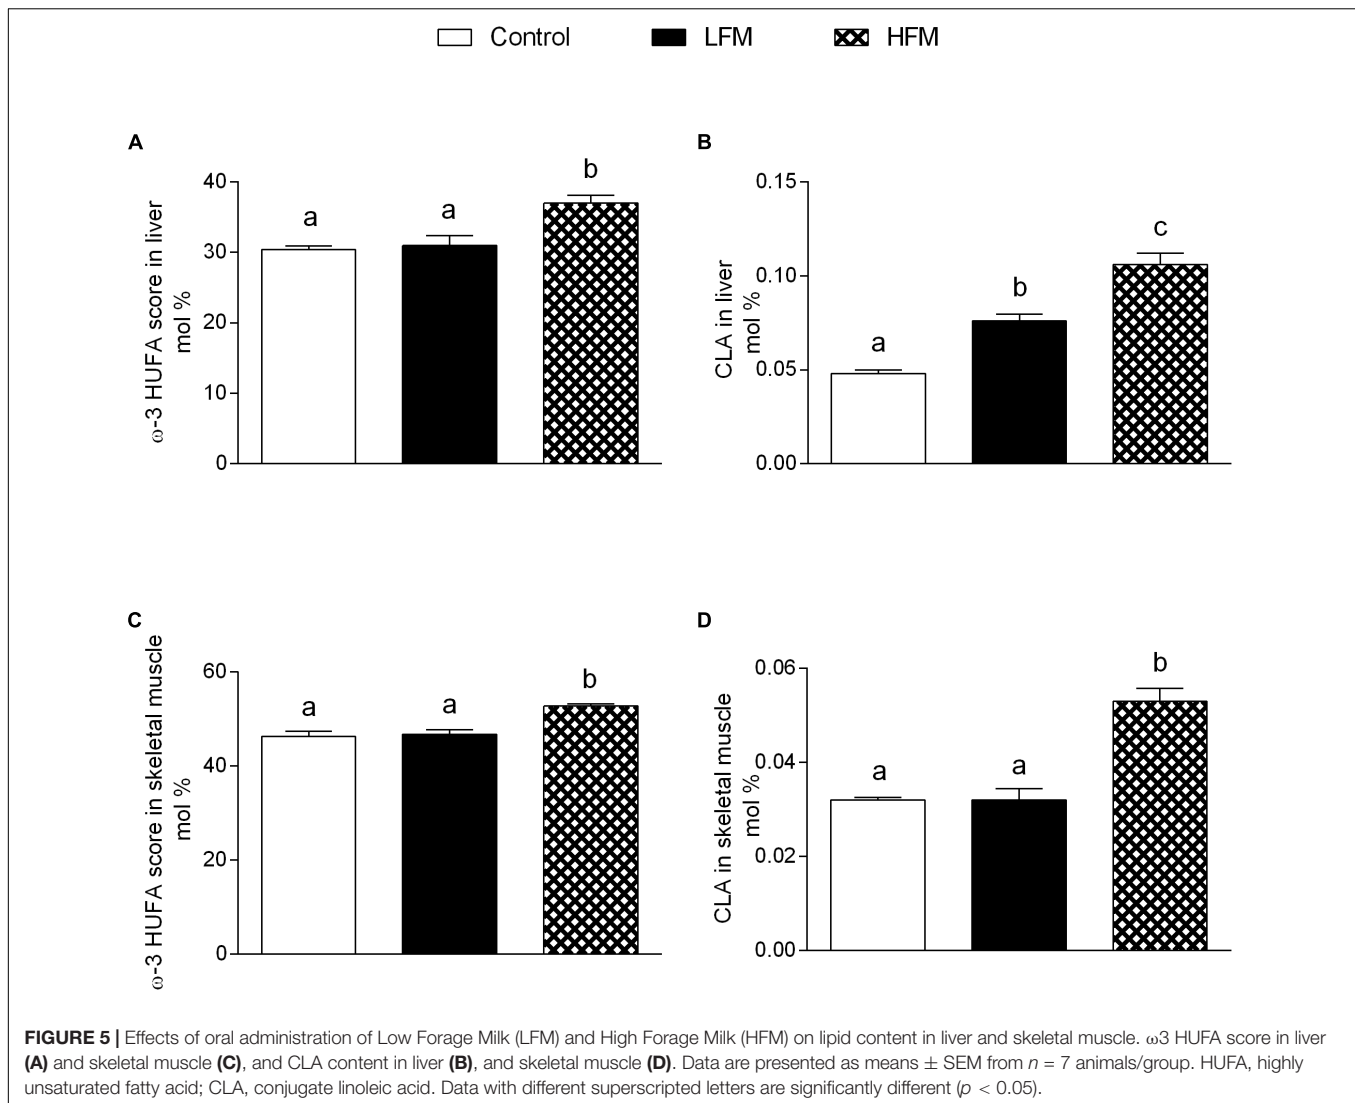 Control LFM HFM
A
ω-3 HUFA score in liver
mol %
40
30
20
10
0
a
a
b
B
CLA in liver
mol %
0.15
0.10
0.05
0.00
a
b
c
C
ω-3 HUFA score in skeletal muscle
mol %
60
40
20
0
a
a
b
D
CLA in skeletal muscle
mol %
0.06
0.04
0.02
0.00
a
a
b
FIGURE 5 | Effects of oral administration of Low Forage Milk (LFM) and High Forage Milk (HFM) on lipid content in liver and skeletal muscle. ω3 HUFA score in liver
(A) and skeletal muscle (C), and CLA content in liver (B), and skeletal muscle (D). Data are presented as means ± SEM from n = 7 animals/group. HUFA, highly
unsaturated fatty acid; CLA, conjugate linoleic acid. Data with different superscripted letters are significantly different (p < 0.05).